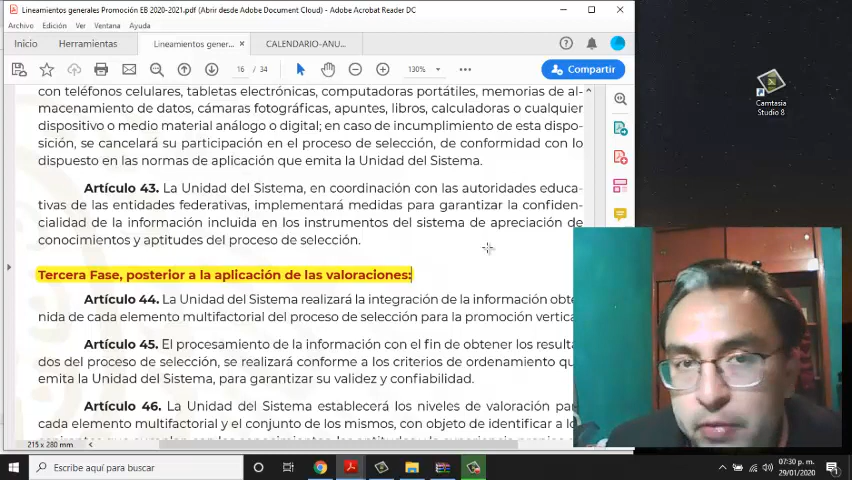 Lineamientos generales Promoción EB 2020-2021.pdf (Abrir desde Adobe Document Cloud) - Adobe Acrobat Reader DC
Archivo Edición Ver Ventana Ayuda
Inicio Herramientas Lineamientos gener... × CALENDARIO-ANU...
16 / 34 130% Compartir
con teléfonos celulares, tabletas electrónicas, computadoras portátiles, memorias de al-
macenamiento de datos, cámaras fotográficas, apuntes, libros, calculadoras o cualquier
dispositivo o medio material análogo o digital; en caso de incumplimiento de esta dispo-
sición, se cancelará su participación en el proceso de selección, de conformidad con lo
dispuesto en las normas de aplicación que emita la Unidad del Sistema.
Artículo 43. La Unidad del Sistema, en coordinación con las autoridades educa-
tivas de las entidades federativas, implementará medidas para garantizar la confiden-
cialidad de la información incluida en los instrumentos del sistema de apreciación de
conocimientos y aptitudes del proceso de selección.
Tercera Fase, posterior a la aplicación de las valoraciones:
Artículo 44. La Unidad del Sistema realizará la integración de la información obte
nida de cada elemento multifactorial del proceso de selección para la promoción vertica
Artículo 45. El procesamiento de la información con el fin de obtener los resulta
dos del proceso de selección, se realizará conforme a los criterios de ordenamiento qu
emita la Unidad del Sistema, para garantizar su validez y confiabilidad.
Artículo 46. La Unidad del Sistema establecerá los niveles de valoración par
cada elemento multifactorial y el conjunto de los mismos, con objeto de identificar a lo
215 x 280 mm
Camtasia
Studio 8
Escribe aquí para buscar
07:30 p. m.
29/01/2020